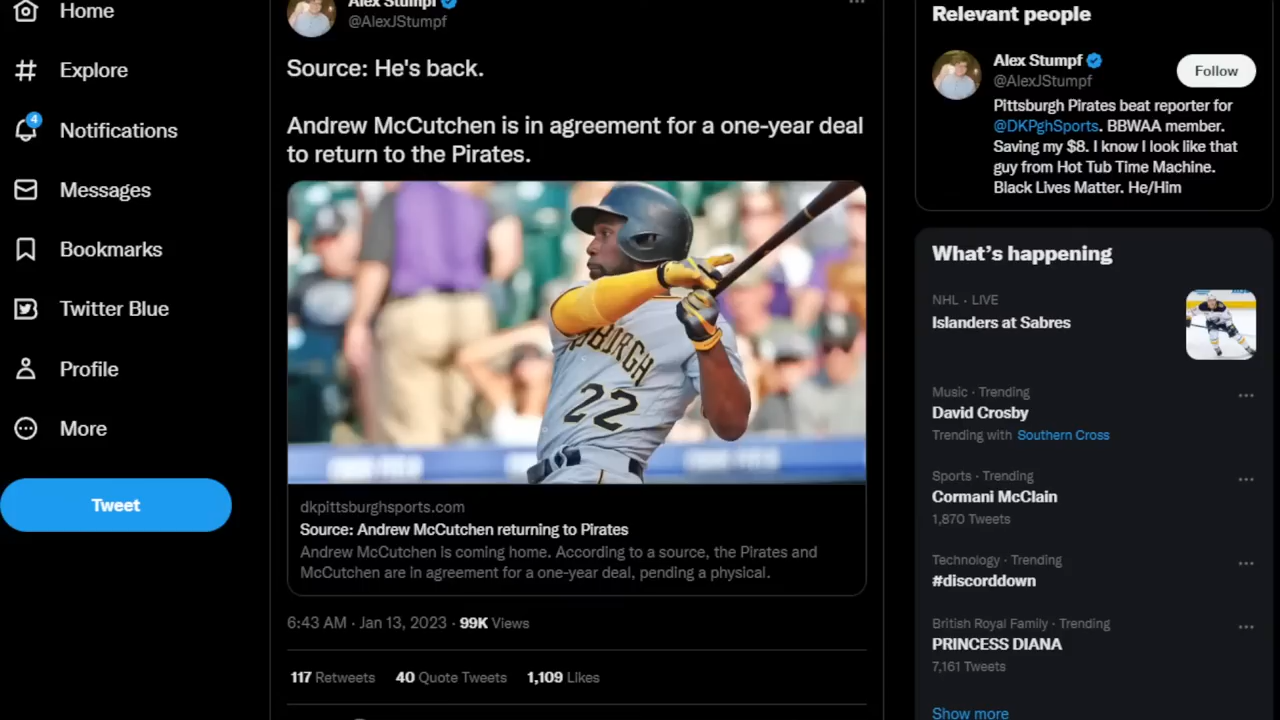 Home
Explore
4
Notifications
Messages
Bookmarks
Twitter Blue
Profile
More
Tweet
Alex Stumpf
@AlexJStumpf
Source: He's back.
Andrew McCutchen is in agreement for a one-year deal
to return to the Pirates.
22
dkpittsburghsports.com
Source: Andrew McCutchen returning to Pirates
Andrew McCutchen is coming home. According to a source, the Pirates and
McCutchen are in agreement for a one-year deal, pending a physical.
6:43 AM · Jan 13, 2023 · 99K Views
117 Retweets 40 Quote Tweets 1,109 Likes
Relevant people
Alex Stumpf
@AlexJStumpf
Follow
Pittsburgh Pirates beat reporter for
@DKPghSports. BBWAA member.
Saving my $8. I know I look like that
guy from Hot Tub Time Machine.
Black Lives Matter. He/Him
What's happening
NHL · LIVE
Islanders at Sabres
Music · Trending
David Crosby
Trending with Southern Cross
Sports · Trending
Cormani McClain
1,870 Tweets
Technology · Trending
#discorddown
British Royal Family · Trending
PRINCESS DIANA
7,161 Tweets
Show more